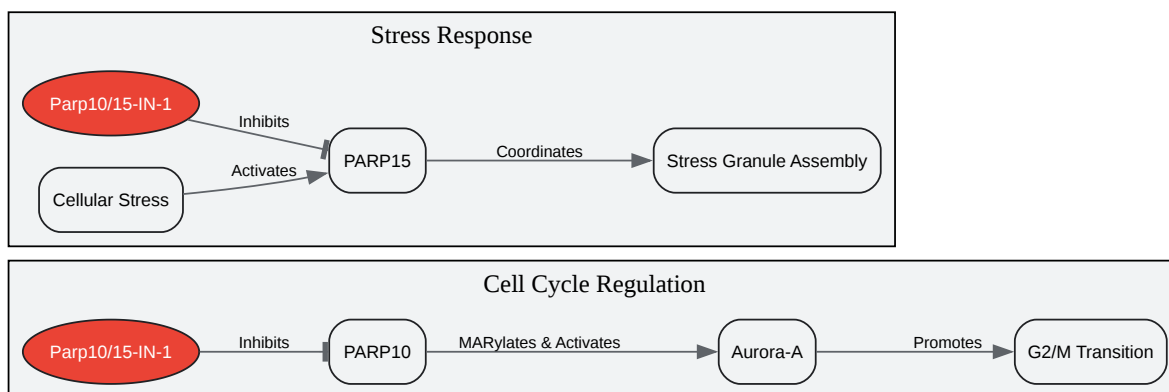 Stress Response
Parp10/15-IN-1
Inhibits
PARP15
Coordinates
Stress Granule Assembly
Activates
Cellular Stress
Cell Cycle Regulation
Parp10/15-IN-1
Inhibits
PARP10
MARylates & Activates
Aurora-A
Promotes
G2/M Transition